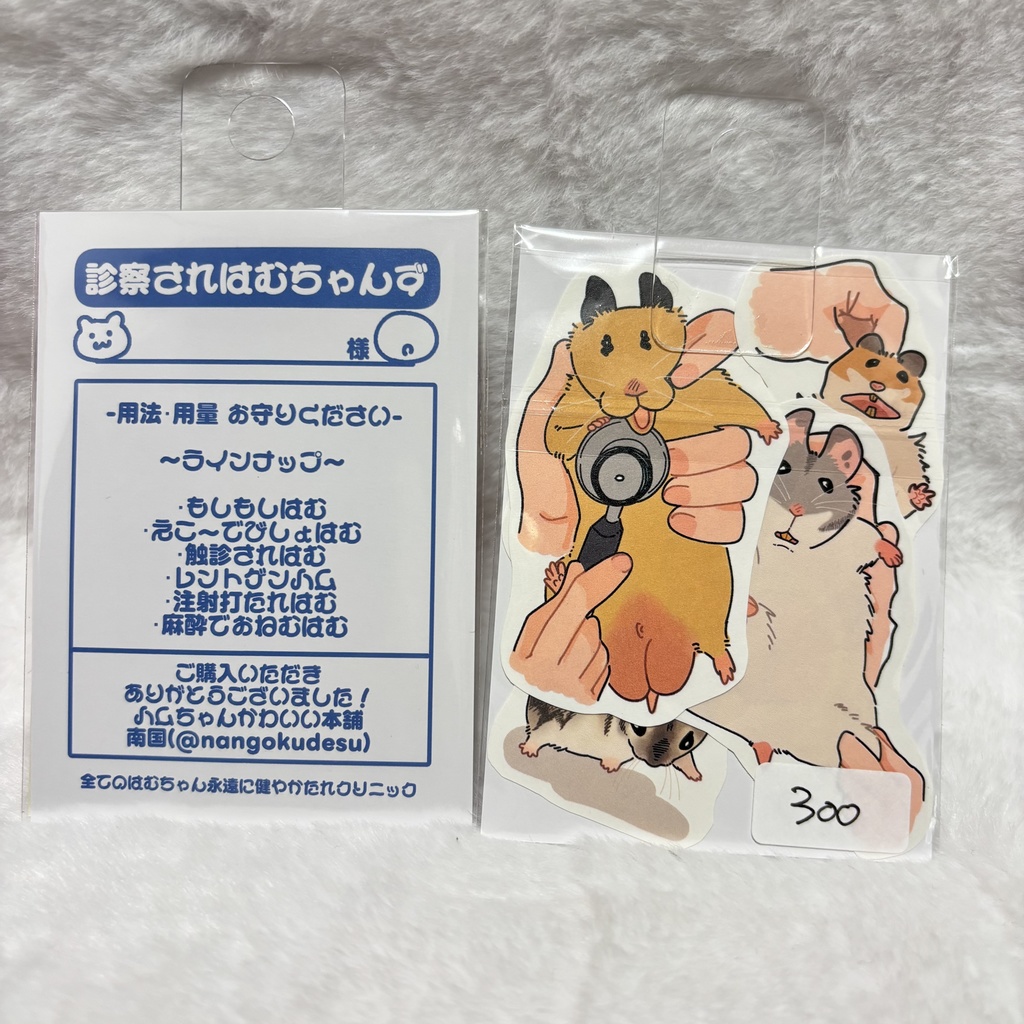 診察されはむちゃんず
様
-用法・用量 お守りください-
～ラインナップ～
・もしもしはむ
・えこ～でびしょはむ
・触診されはむ
・レントゲンハム
・注射打たれはむ
・麻酔でおねむはむ
ご購入いただき
ありがとうございました！
ハムちゃんかわいい本舗
南国(@nangokudesu)
全てのはむちゃん永遠に健やかたれクリニック
300